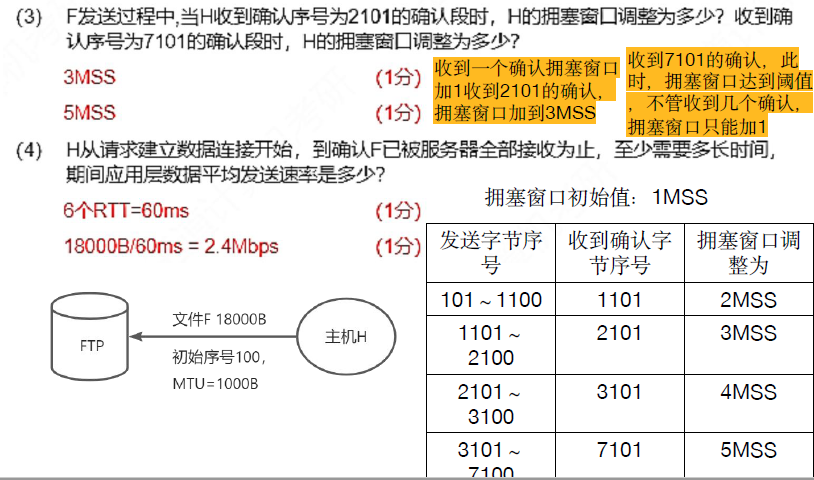 (3) F发送过程中,当H收到确认序号为2101的确认段时，H的拥塞窗口调整为多少？收到确
认序号为7101的确认段时，H的拥塞窗口调整为多少？
3MSS (1分)
5MSS (1分)
收到一个确认拥塞窗口
加1收到2101的确认，
拥塞窗口加到3MSS
收到7101的确认，此
时，拥塞窗口达到阈值
，不管收到几个确认，
拥塞窗口只能加1
(4) H从请求建立数据连接开始，到确认F已被服务器全部接收为止，至少需要多长时间，
期间应用层数据平均发送速率是多少？
6个RTT=60ms (1分)
18000B/60ms = 2.4Mbps (1分)
拥塞窗口初始值：1MSS
发送字节序
号
收到确认字
节序号
拥塞窗口调
整为
101～1100 1101 2MSS
1101～
2100
2101 3MSS
2101～
3100
3101 4MSS
3101～
7100
7101 5MSS
FTP
文件F 18000B
初始序号100，
MTU=1000B
主机H